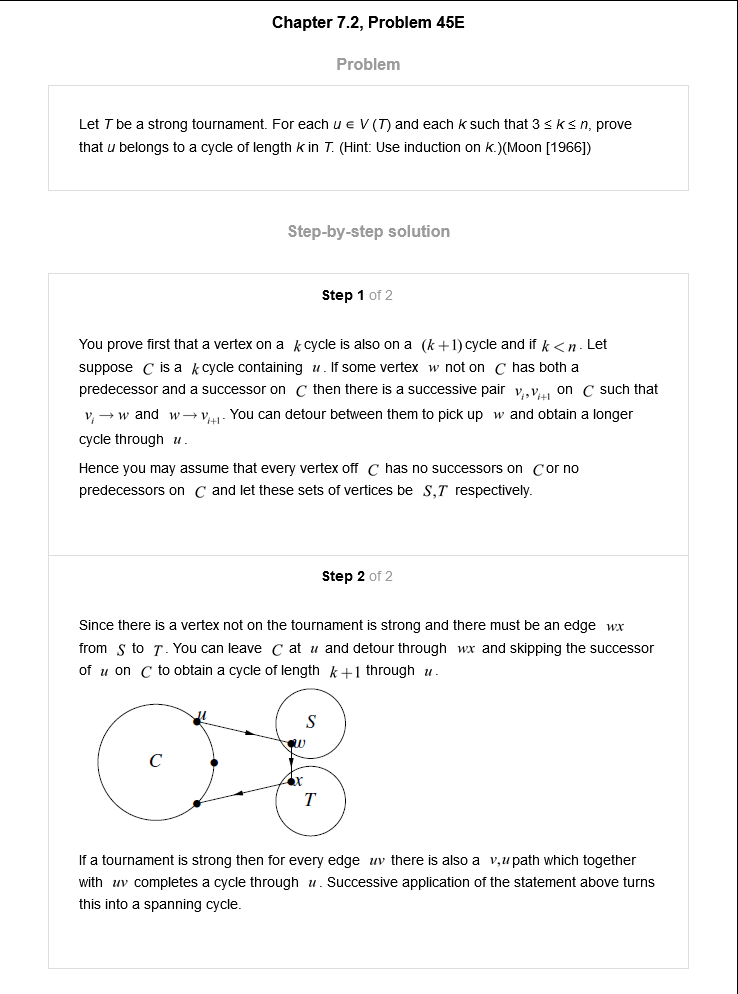 Chapter 7.2, Problem 45E
Problem
Let T be a strong tournament. For each u ∈ V (T) and each k such that 3 ≤ k ≤ n, prove
that u belongs to a cycle of length k in T. (Hint: Use induction on k.)(Moon [1966])
Step-by-step solution
Step 1 of 2
You prove first that a vertex on a k cycle is also on a (k+1) cycle and if k < n. Let
suppose C is a k cycle containing u. If some vertex w not on C has both a
predecessor and a successor on C then there is a successive pair v_i, v_{i+1} on C such that
v_i → w and w → v_{i+1}. You can detour between them to pick up w and obtain a longer
cycle through u.
Hence you may assume that every vertex off C has no successors on C or no
predecessors on C and let these sets of vertices be S,T respectively.
Step 2 of 2
Since there is a vertex not on the tournament is strong and there must be an edge wx
from S to T. You can leave C at u and detour through wx and skipping the successor
of u on C to obtain a cycle of length k+1 through u.
u
S
w
C
x
T
If a tournament is strong then for every edge uv there is also a v,u path which together
with uv completes a cycle through u. Successive application of the statement above turns
this into a spanning cycle.